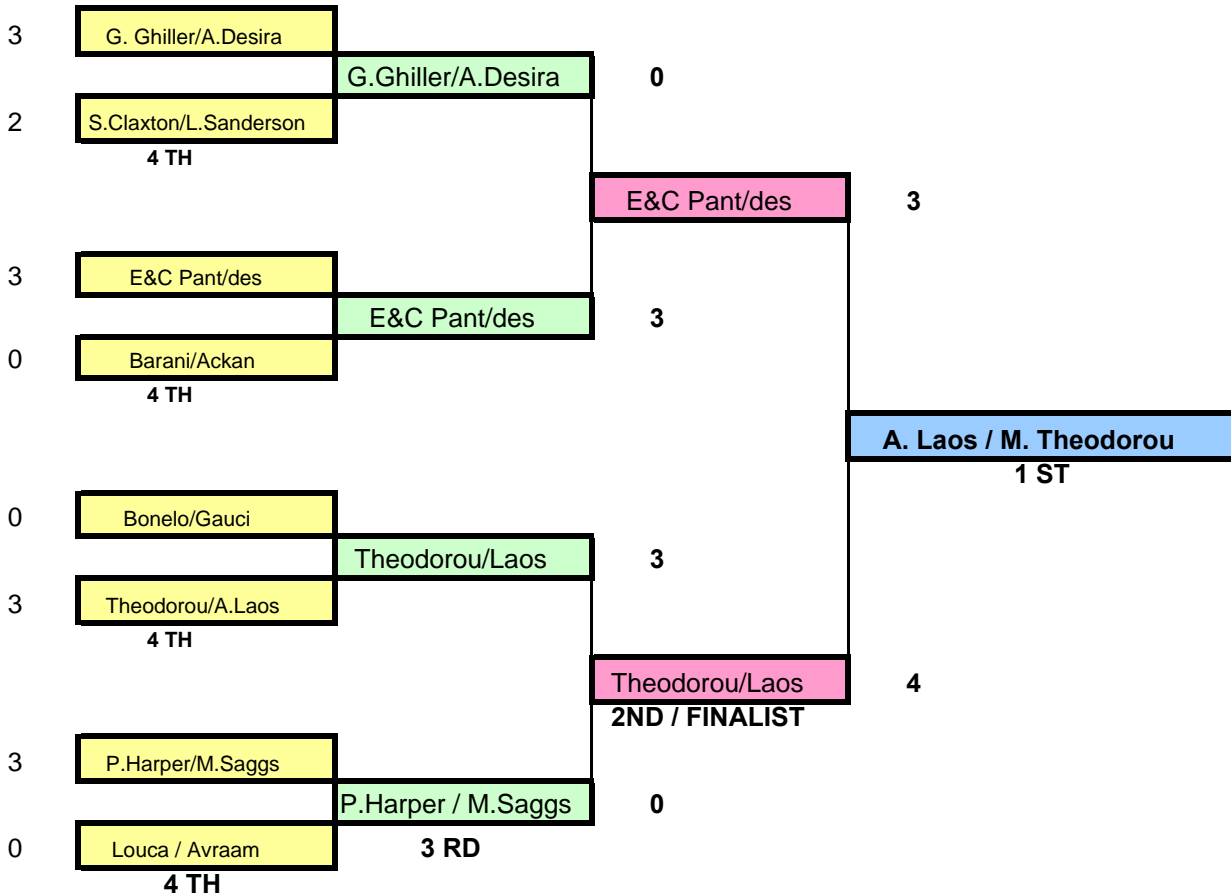 3 G. Ghiller/A.Desira
G.Ghiller/A.Desira 0
2 S.Claxton/L.Sanderson
4 TH
E&C Pant/des 3
3 E&C Pant/des
E&C Pant/des 3
0 Barani/Ackan
4 TH
A. Laos / M. Theodorou
1 ST
0 Bonelo/Gauci
Theodorou/Laos 3
3 Theodorou/A.Laos
4 TH
Theodorou/Laos 4
2ND / FINALIST
3 P.Harper/M.Saggs
P.Harper / M.Saggs 0
0 Louca / Avraam 3 RD
4 TH